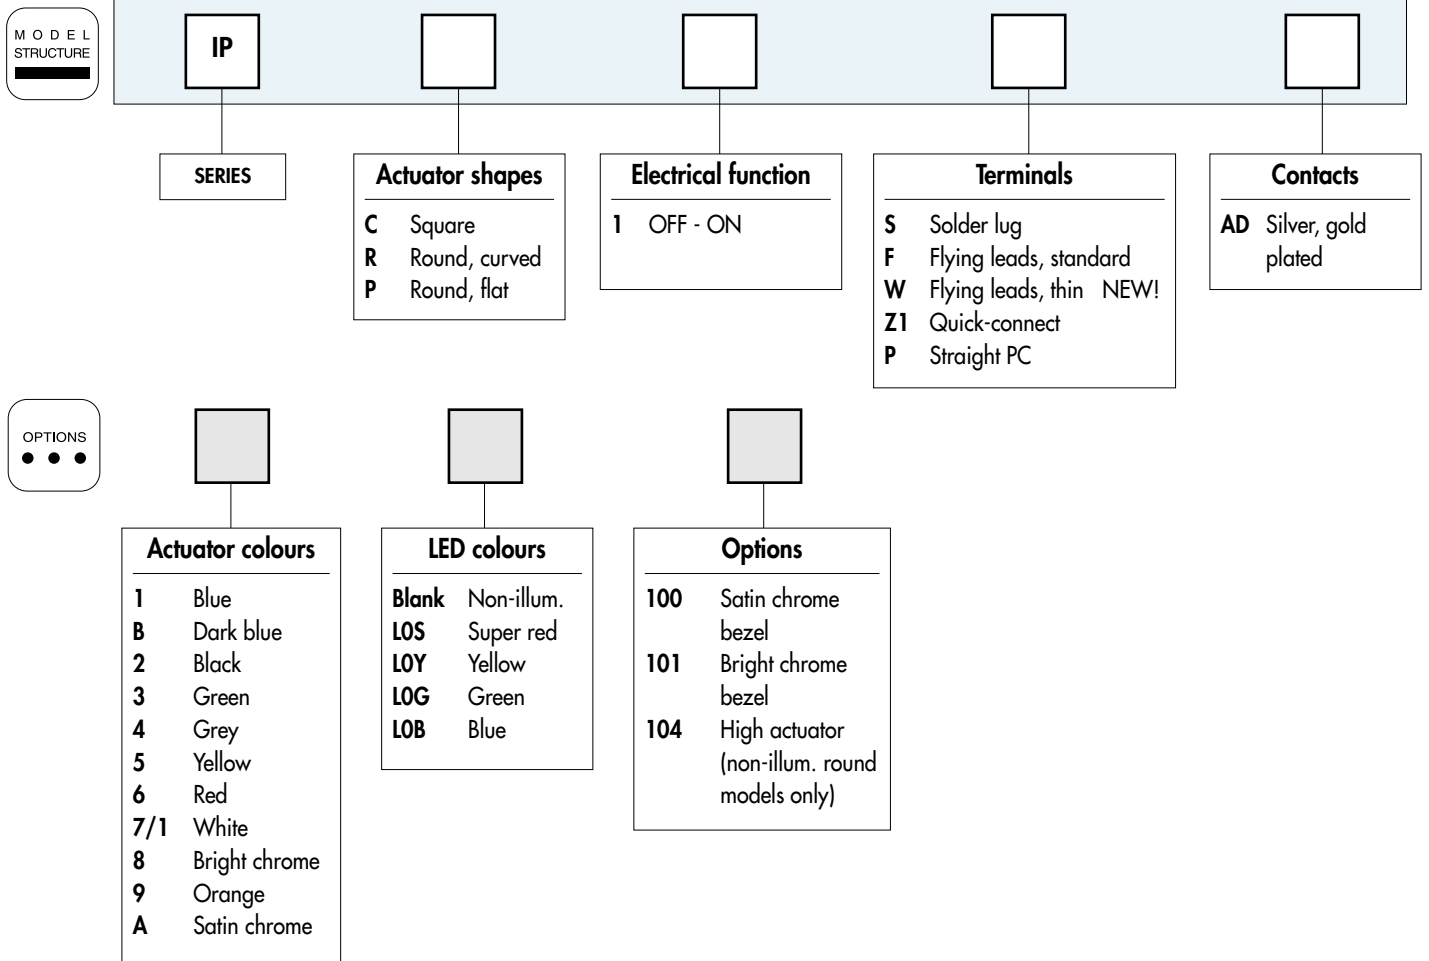 MODEL
STRUCTURE
IP
SERIES
Actuator shapes
C Square
R Round, curved
P Round, flat
Electrical function
1 OFF - ON
Terminals
S Solder lug
F Flying leads, standard
W Flying leads, thin NEW!
Z1 Quick-connect
P Straight PC
Contacts
AD Silver, gold
plated
OPTIONS
Actuator colours
1 Blue
B Dark blue
2 Black
3 Green
4 Grey
5 Yellow
6 Red
7/1 White
8 Bright chrome
9 Orange
A Satin chrome
LED colours
Blank Non-illum.
L0S Super red
L0Y Yellow
L0G Green
L0B Blue
Options
100 Satin chrome
bezel
101 Bright chrome
bezel
104 High actuator
(non-illum. round
models only)